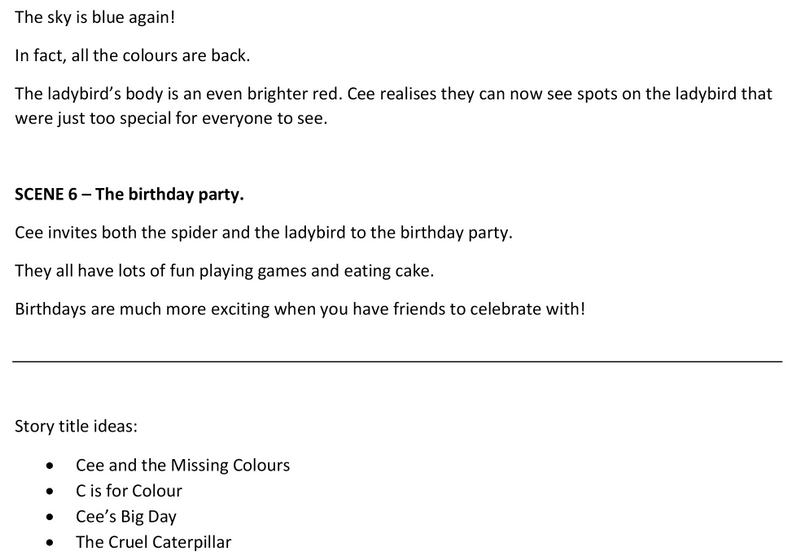 The sky is blue again!
In fact, all the colours are back.
The ladybird’s body is an even brighter red. Cee realises they can now see spots on the ladybird that
were just too special for everyone to see.
SCENE 6 – The birthday party.
Cee invites both the spider and the ladybird to the birthday party.
They all have lots of fun playing games and eating cake.
Birthdays are much more exciting when you have friends to celebrate with!
Story title ideas:
• Cee and the Missing Colours
• C is for Colour
• Cee’s Big Day
• The Cruel Caterpillar